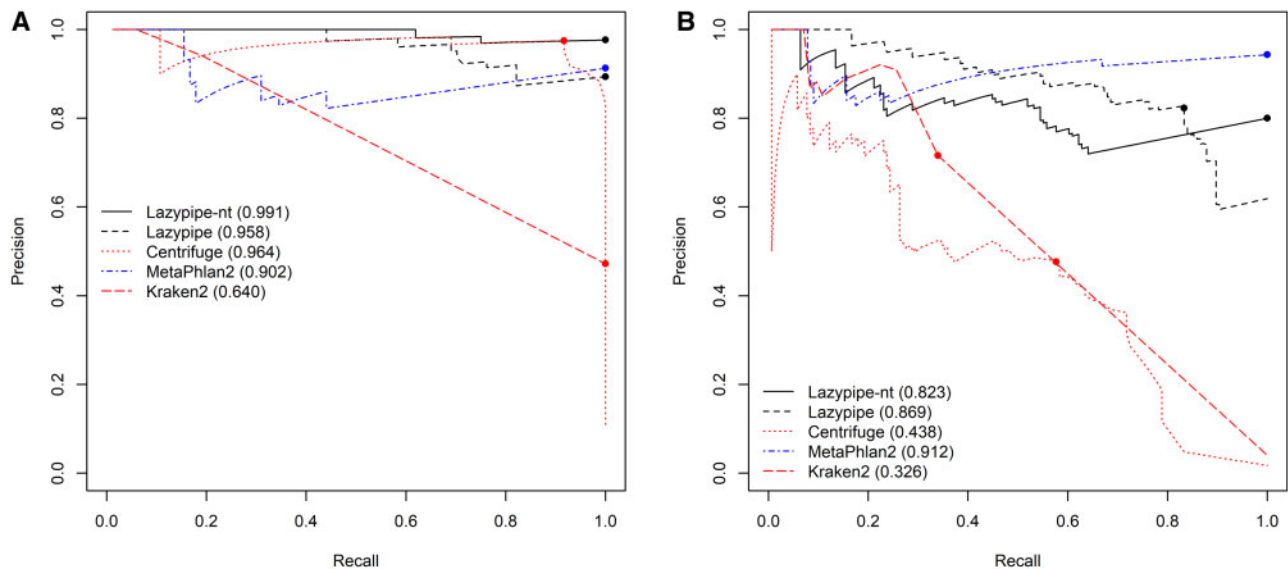 A
Precision
1.0
0.8
0.6
0.4
0.2
0.0
Lazypipe-nt (0.991)
Lazypipe (0.958)
Centrifuge (0.964)
MetaPhlan2 (0.902)
Kraken2 (0.640)
0.0 0.2 0.4 0.6 0.8 1.0
Recall
B
Precision
1.0
0.8
0.6
0.4
0.2
0.0
Lazypipe-nt (0.823)
Lazypipe (0.869)
Centrifuge (0.438)
MetaPhlan2 (0.912)
Kraken2 (0.326)
0.0 0.2 0.4 0.6 0.8 1.0
Recall